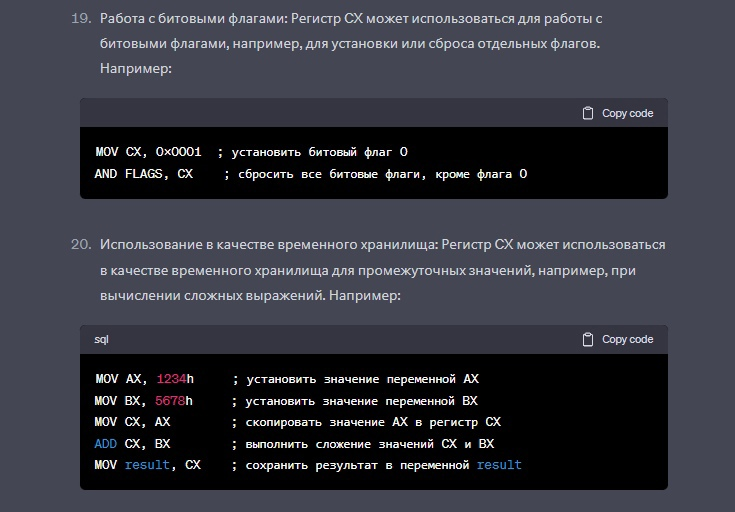 19. Работа с битовыми флагами: Регистр CX может использоваться для работы с
битовыми флагами, например, для установки или сброса отдельных флагов.
Например:
Copy code
MOV CX, 0x0001 ; установить битовый флаг 0
AND FLAGS, CX ; сбросить все битовые флаги, кроме флага 0
20. Использование в качестве временного хранилища: Регистр CX может использоваться
в качестве временного хранилища для промежуточных значений, например, при
вычислении сложных выражений. Например:
sql Copy code
MOV AX, 1234h ; установить значение переменной AX
MOV BX, 5678h ; установить значение переменной BX
MOV CX, AX ; скопировать значение AX в регистр CX
ADD CX, BX ; выполнить сложение значений CX и BX
MOV result, CX ; сохранить результат в переменной result